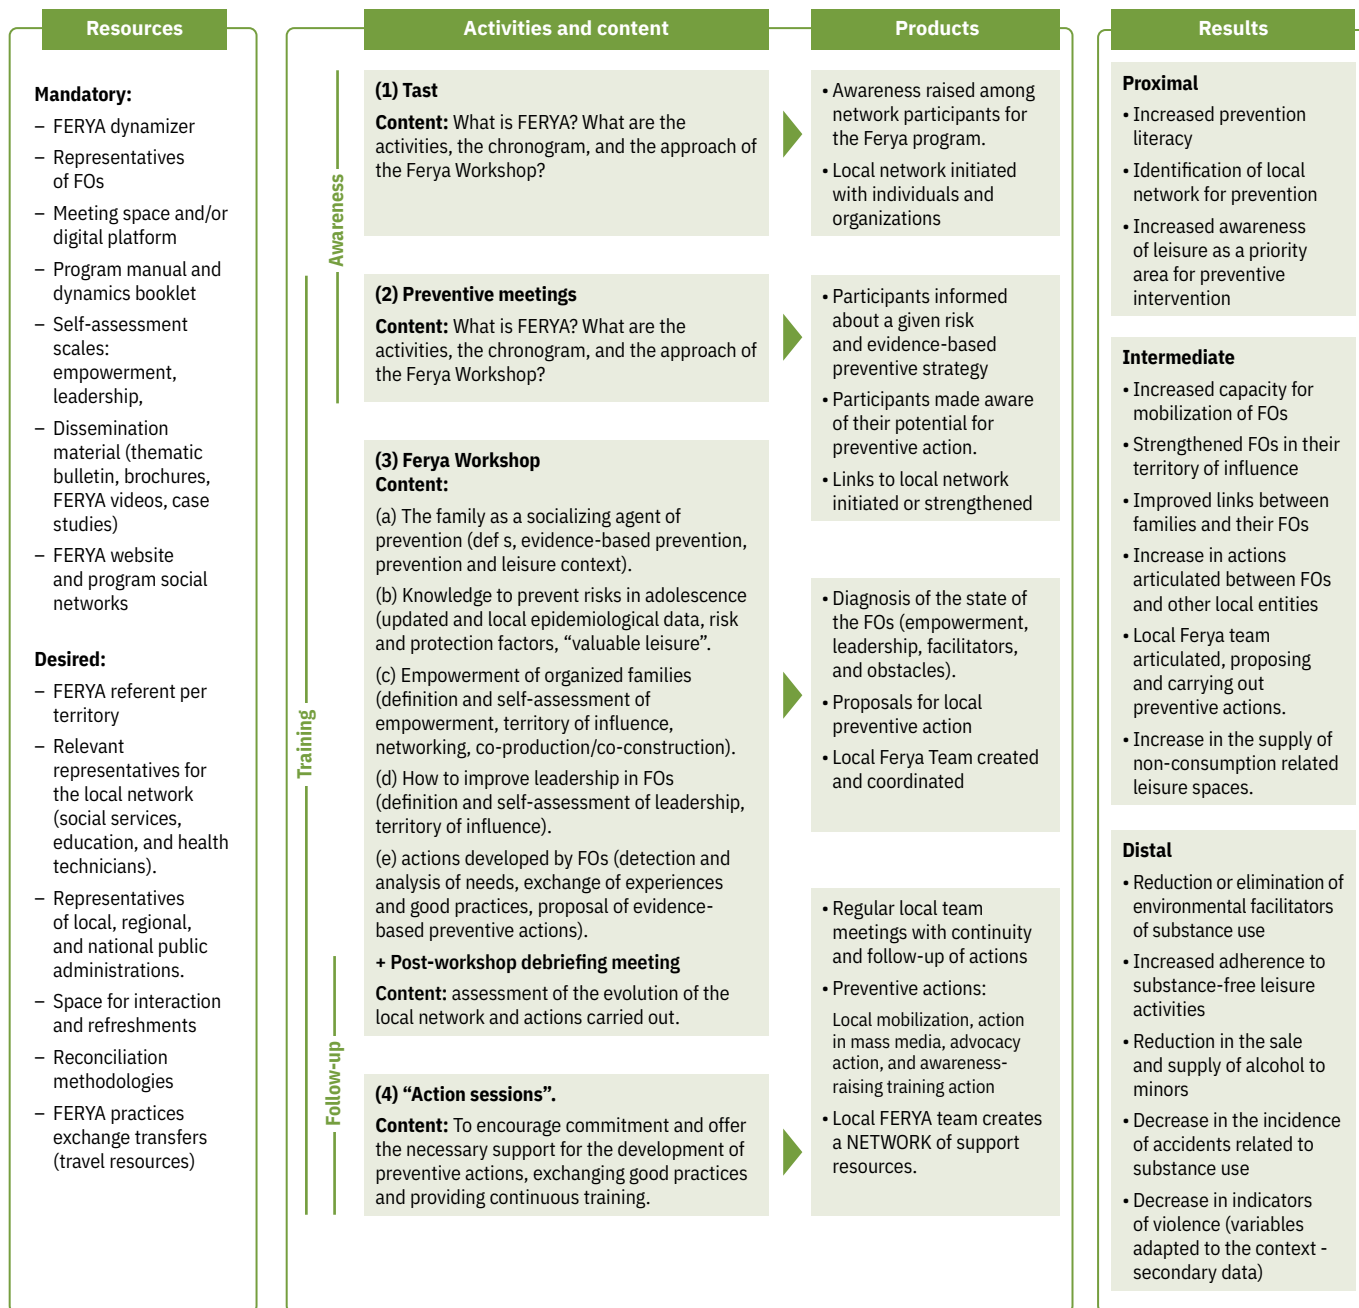 Resources
Mandatory:
– FERYA dynamizer
– Representatives
of FOs
– Meeting space and/or
digital platform
– Program manual and
dynamics booklet
– Self-assessment
scales:
empowerment,
leadership,
– Dissemination
material (thematic
bulletin, brochures,
FERYA videos, case
studies)
– FERYA website
and program social
networks
Desired:
– FERYA referent per
territory
– Relevant
representatives for
the local network
(social services,
education, and health
technicians).
– Representatives
of local, regional,
and national public
administrations.
– Space for interaction
and refreshments
– Reconciliation
methodologies
– FERYA practices
exchange transfers
(travel resources)
Activities and content
Awareness
Training
Follow-up
(1) Tast
Content: What is FERYA? What are the
activities, the chronogram, and the approach of
the Ferya Workshop?
(2) Preventive meetings
Content: What is FERYA? What are the
activities, the chronogram, and the approach of
the Ferya Workshop?
(3) Ferya Workshop
Content:
(a) The family as a socializing agent of
prevention (def s, evidence-based prevention,
prevention and leisure context).
(b) Knowledge to prevent risks in adolescence
(updated and local epidemiological data, risk
and protection factors, “valuable leisure”.
(c) Empowerment of organized families
(definition and self-assessment of
empowerment, territory of influence,
networking, co-production/co-construction).
(d) How to improve leadership in FOs
(definition and self-assessment of leadership,
territory of influence).
(e) actions developed by FOs (detection and
analysis of needs, exchange of experiences
and good practices, proposal of evidence-
based preventive actions).
+ Post-workshop debriefing meeting
Content: assessment of the evolution of the
local network and actions carried out.
(4) “Action sessions”.
Content: To encourage commitment and offer
the necessary support for the development of
preventive actions, exchanging good practices
and providing continuous training.
Products
• Awareness raised among
network participants for
the Ferya program.
• Local network initiated
with individuals and
organizations
• Participants informed
about a given risk
and evidence-based
preventive strategy
• Participants made aware
of their potential for
preventive action.
• Links to local network
initiated or strengthened
• Diagnosis of the state of
the FOs (empowerment,
leadership, facilitators,
and obstacles).
• Proposals for local
preventive action
• Local Ferya Team created
and coordinated
• Regular local team
meetings with continuity
and follow-up of actions
• Preventive actions:
Local mobilization, action
in mass media, advocacy
action, and awareness-
raising training action
• Local FERYA team creates
a NETWORK of support
resources.
Results
Proximal
• Increased prevention
literacy
• Identification of local
network for prevention
• Increased awareness
of leisure as a priority
area for preventive
intervention
Intermediate
• Increased capacity for
mobilization of FOs
• Strengthened FOs in their
territory of influence
• Improved links between
families and their FOs
• Increase in actions
articulated between FOs
and other local entities
• Local Ferya team
articulated, proposing
and carrying out
preventive actions.
• Increase in the supply of
non-consumption related
leisure spaces.
Distal
• Reduction or elimination of
environmental facilitators
of substance use
• Increased adherence to
substance-free leisure
activities
• Reduction in the sale
and supply of alcohol to
minors
• Decrease in the incidence
of accidents related to
substance use
• Decrease in indicators
of violence (variables
adapted to the context -
secondary data)